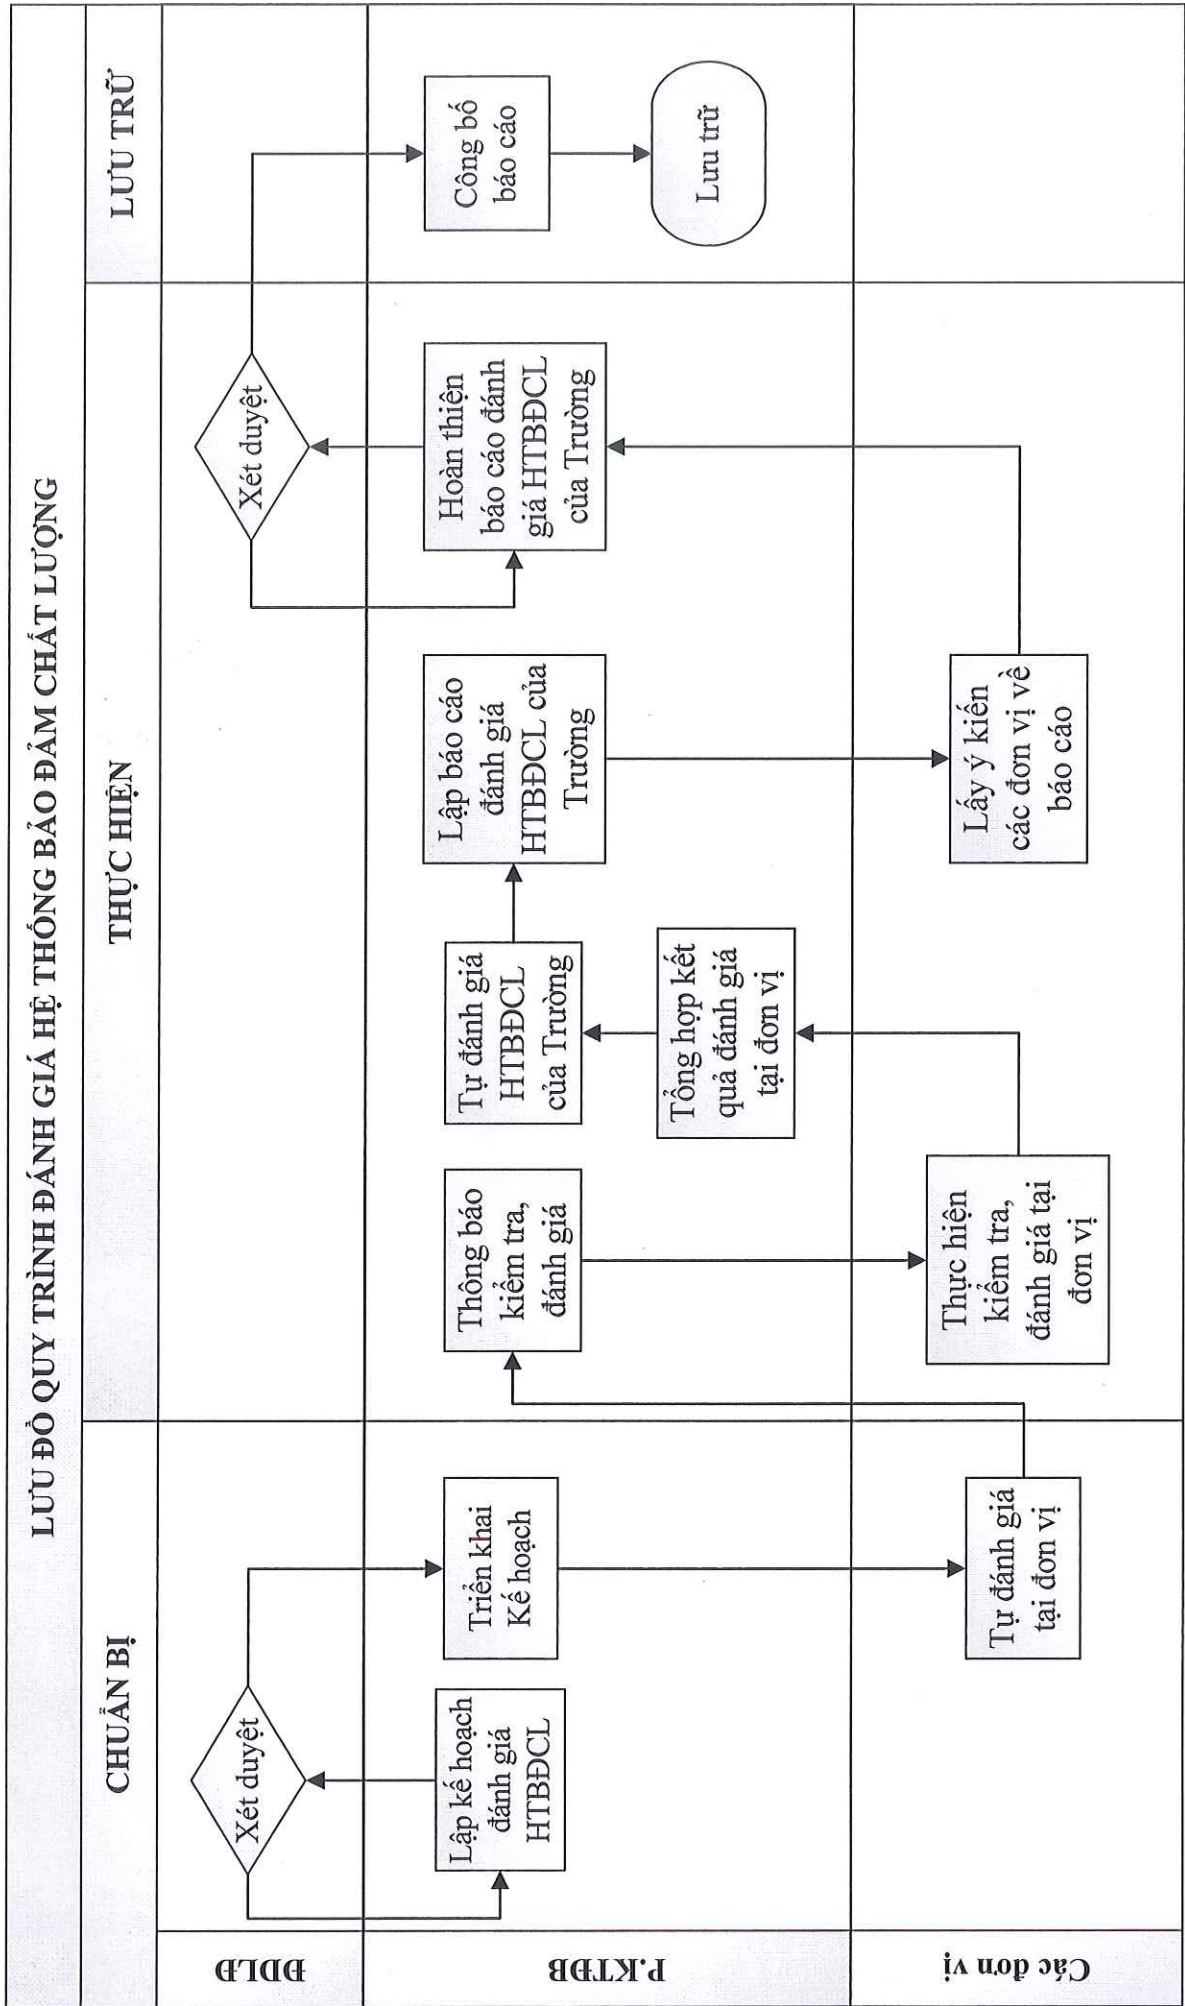 LƯU ĐỒ QUY TRÌNH ĐÁNH GIÁ HỆ THỐNG BẢO ĐẢM CHẤT LƯỢNG
CHUẨN BỊ
THỰC HIỆN
LƯU TRỮ
ĐDLĐ
Xét duyệt
Xét duyệt
P.KTĐB
Lập kế hoạch
đánh giá
HTBĐCL
Triển khai
Kế hoạch
Thông báo
kiểm tra,
đánh giá
Tự đánh giá
HTBĐCL
của Trường
Tổng hợp kết
quả đánh giá
tại đơn vị
Lập báo cáo
đánh giá
HTBĐCL của
Trường
Hoàn thiện
báo cáo đánh
giá HTBĐCL
của Trường
Công bố
báo cáo
Lưu trữ
Các đơn vị
Tự đánh giá
tại đơn vị
Thực hiện
kiểm tra,
đánh giá tại
đơn vị
Lấy ý kiến
các đơn vị về
báo cáo